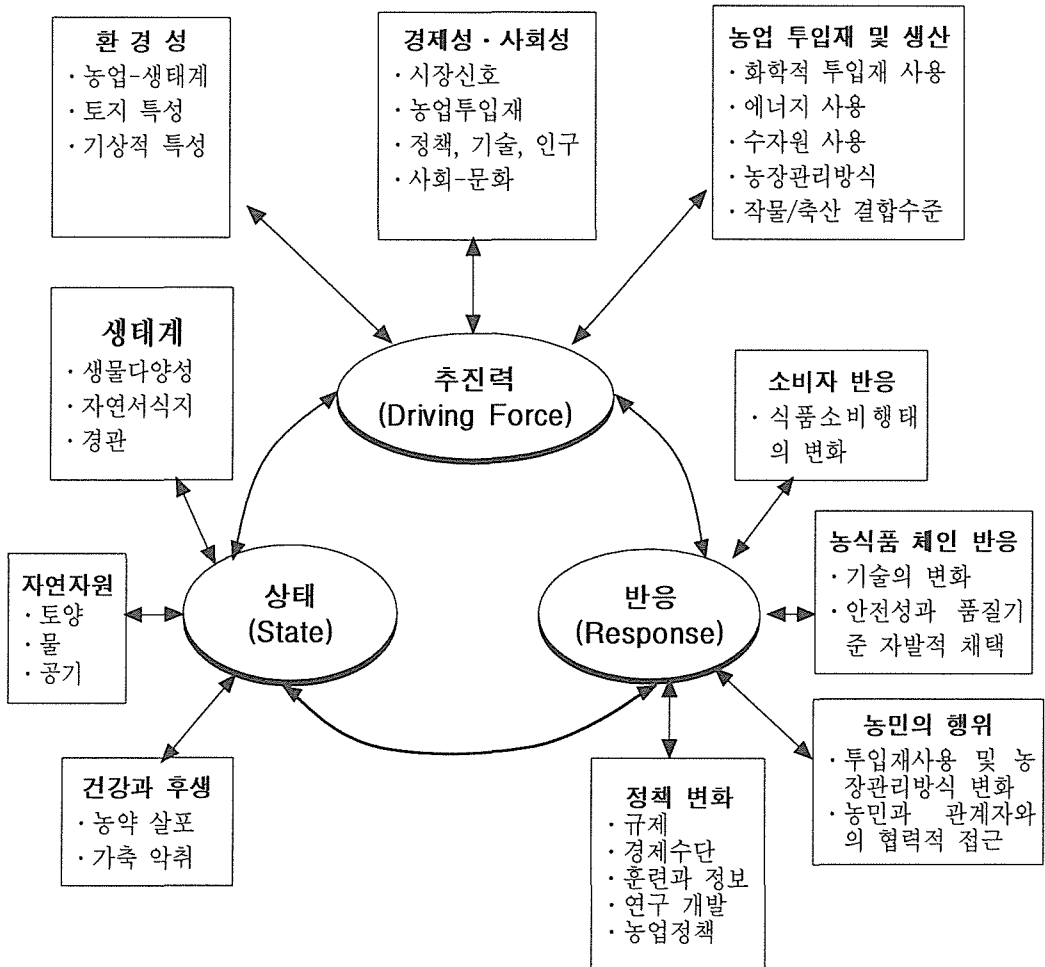 환 경 성
· 농업-생태계
· 토지 특성
· 기상적 특성
경제성 · 사회성
· 시장신호
· 농업투입재
· 정책, 기술, 인구
· 사회-문화
농업 투입재 및 생산
· 화학적 투입재 사용
· 에너지 사용
· 수자원 사용
· 농장관리방식
· 작물/축산 결합수준
생태계
· 생물다양성
· 자연서식지
· 경관
추진력
(Driving Force)
소비자 반응
· 식품소비행태
의 변화
자연자원
· 토양
· 물
· 공기
상태
(State)
반응
(Response)
농식품 체인 반응
· 기술의 변화
· 안전성과 품질기
준 자발적 채택
건강과 후생
· 농약 살포
· 가축 악취
정책 변화
· 규제
· 경제수단
· 훈련과 정보
· 연구 개발
· 농업정책
농민의 행위
· 투입재사용 및 농
장관리방식 변화
· 농민과 관계자와
의 협력적 접근